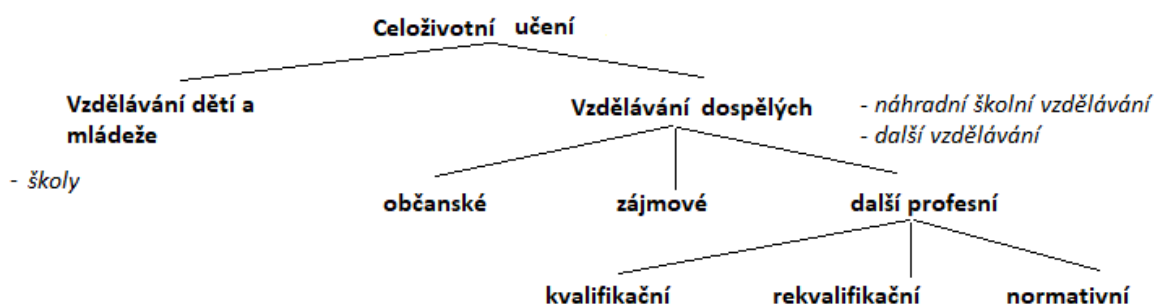 Celoživotní učení
Vzdělávání dětí a
mládeže
Vzdělávání dospělých
- náhradní školní vzdělávání
- další vzdělávání
- školy
občanské zájmové další profesní
kvalifikační rekvalifikační normativní